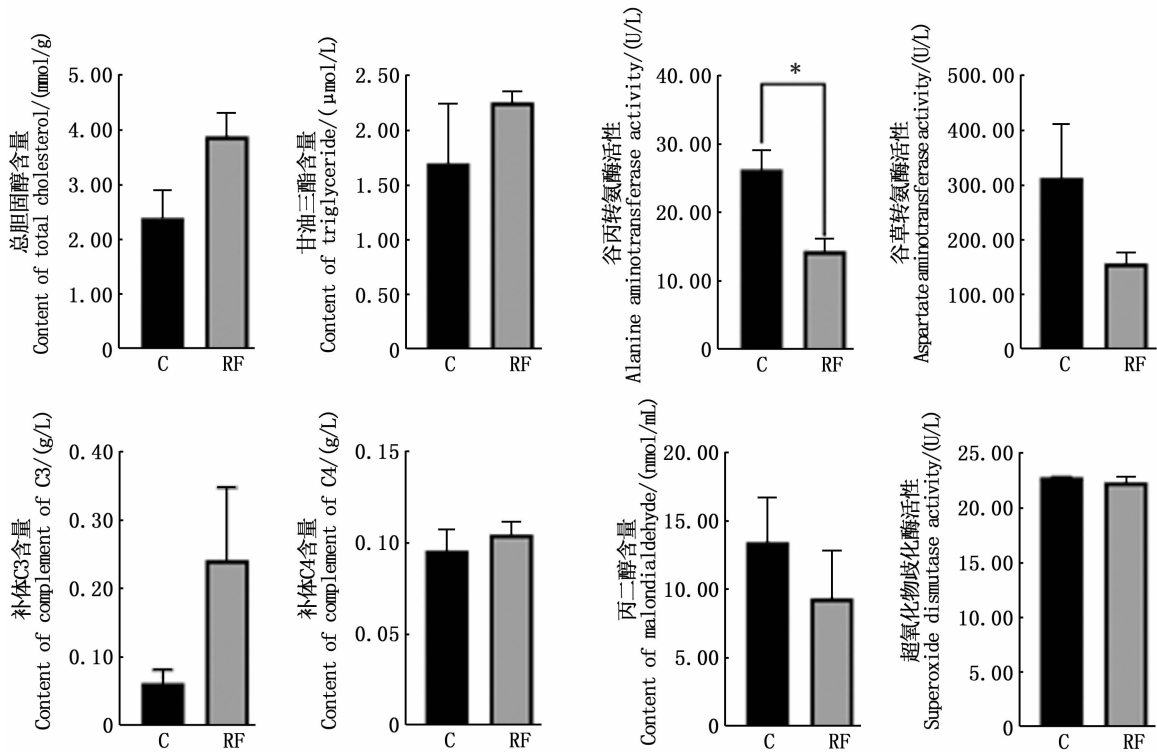 总胆固醇含量
Content of total cholesterol/(mmol/g)
5.00
4.00
3.00
2.00
1.00
0
C
RF
甘油三酯含量
Content of triglyceride/(μmol/L)
2.50
2.00
1.50
1.00
0.50
0
C
RF
谷丙转氨酶活性
Alanine aminotransferase activity/(U/L)
40.00
30.00
20.00
10.00
0
*
C
RF
谷草转氨酶活性
Aspartate aminotransferase activity/(U/L)
500.00
400.00
300.00
200.00
100.00
0
C
RF
补体C3含量
Content of complement of C3/(g/L)
0.40
0.30
0.20
0.10
0
C
RF
补体C4含量
Content of complement of C4/(g/L)
0.15
0.10
0.05
0
C
RF
丙二醇含量
Content of malondialdehyde/(nmol/mL)
20.00
15.00
10.00
5.00
0
C
RF
超氧化物歧化酶活性
Superoxide dismutase activity/(U/L)
25.00
20.00
15.00
10.00
5.00
0
C
RF